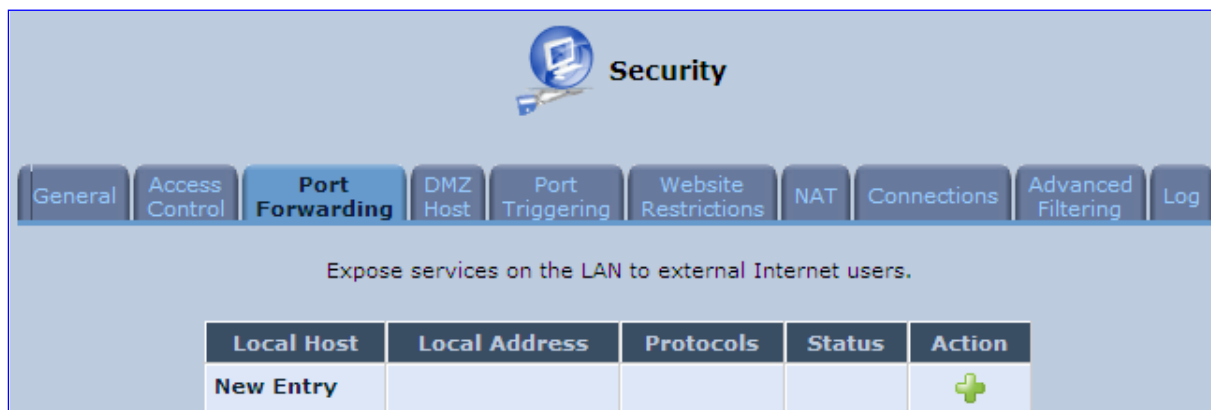 Security
General
Access
Control
Port
Forwarding
DMZ
Host
Port
Triggering
Website
Restrictions
NAT
Connections
Advanced
Filtering
Log
Expose services on the LAN to external Internet users.
Local Host Local Address Protocols Status Action
New Entry